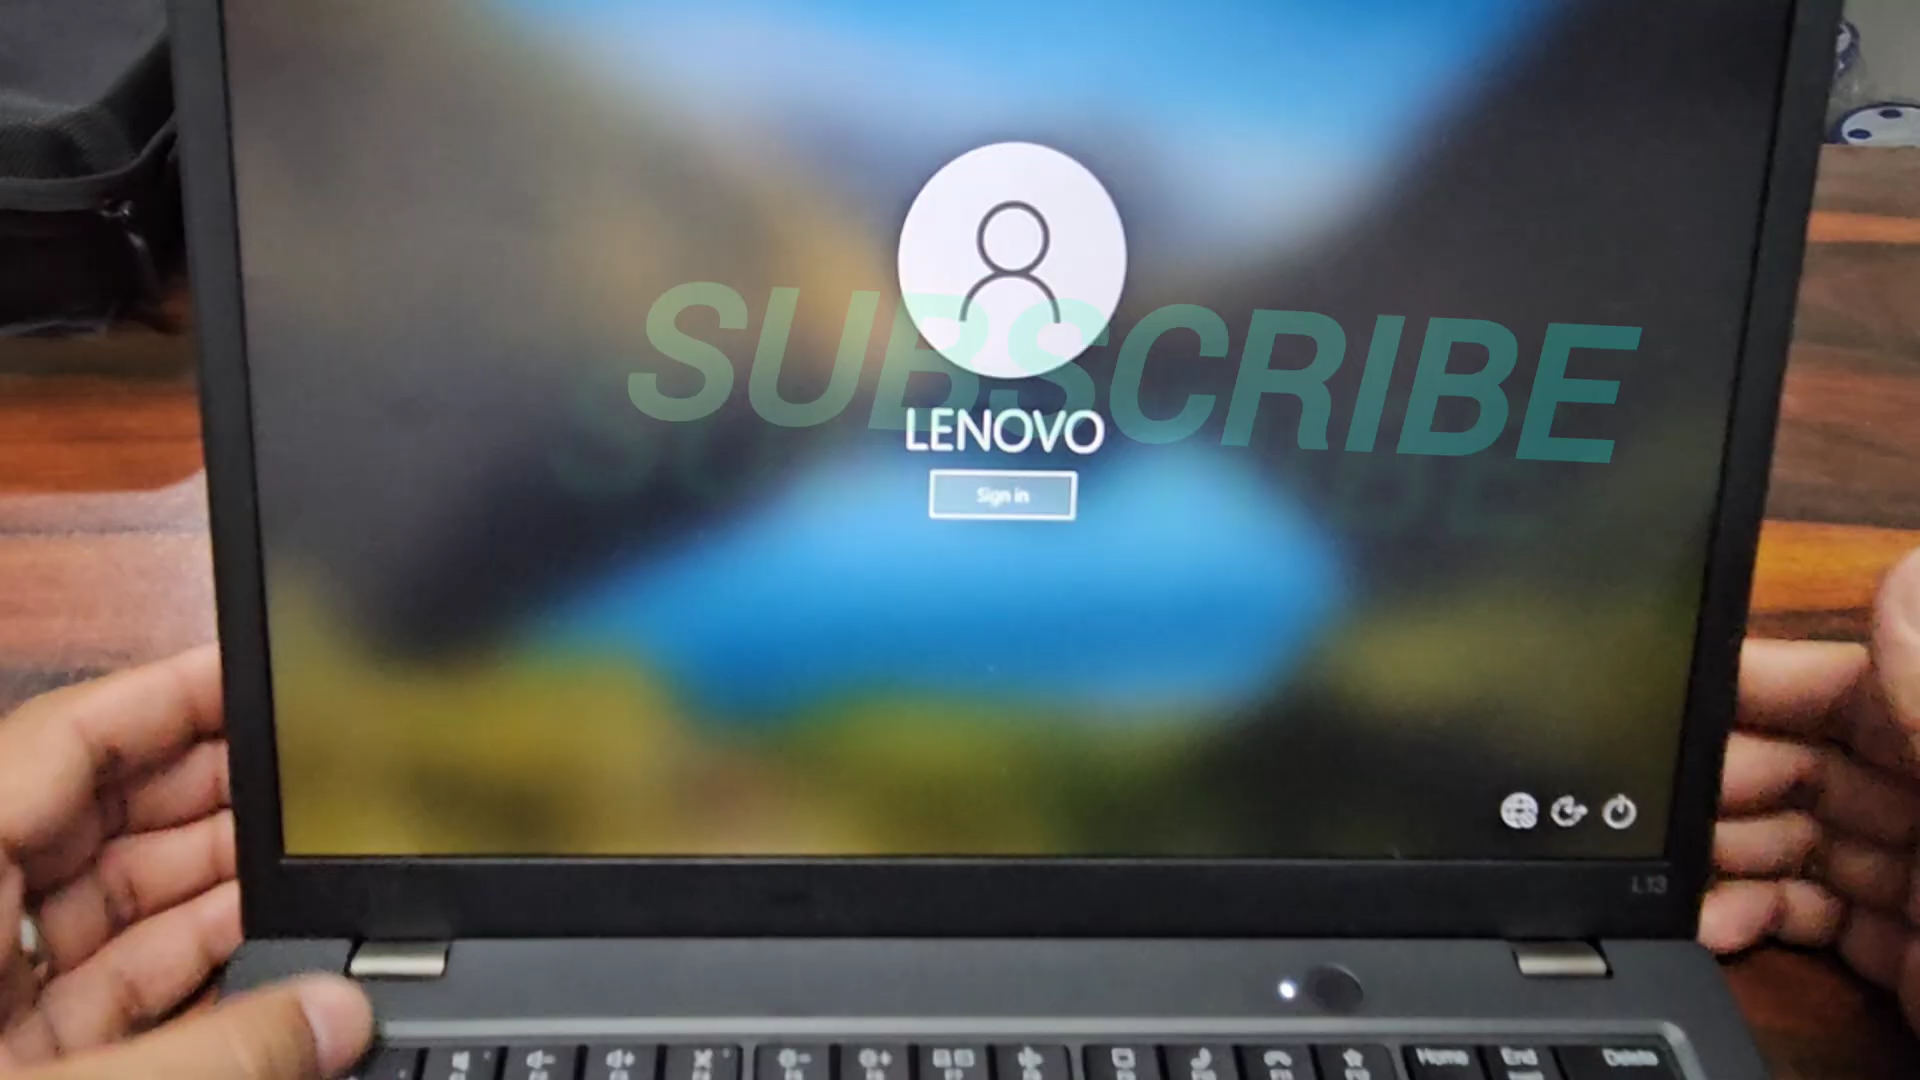 SUBSCRIBE
LENOVO
Sign in
L13
Home End Delete